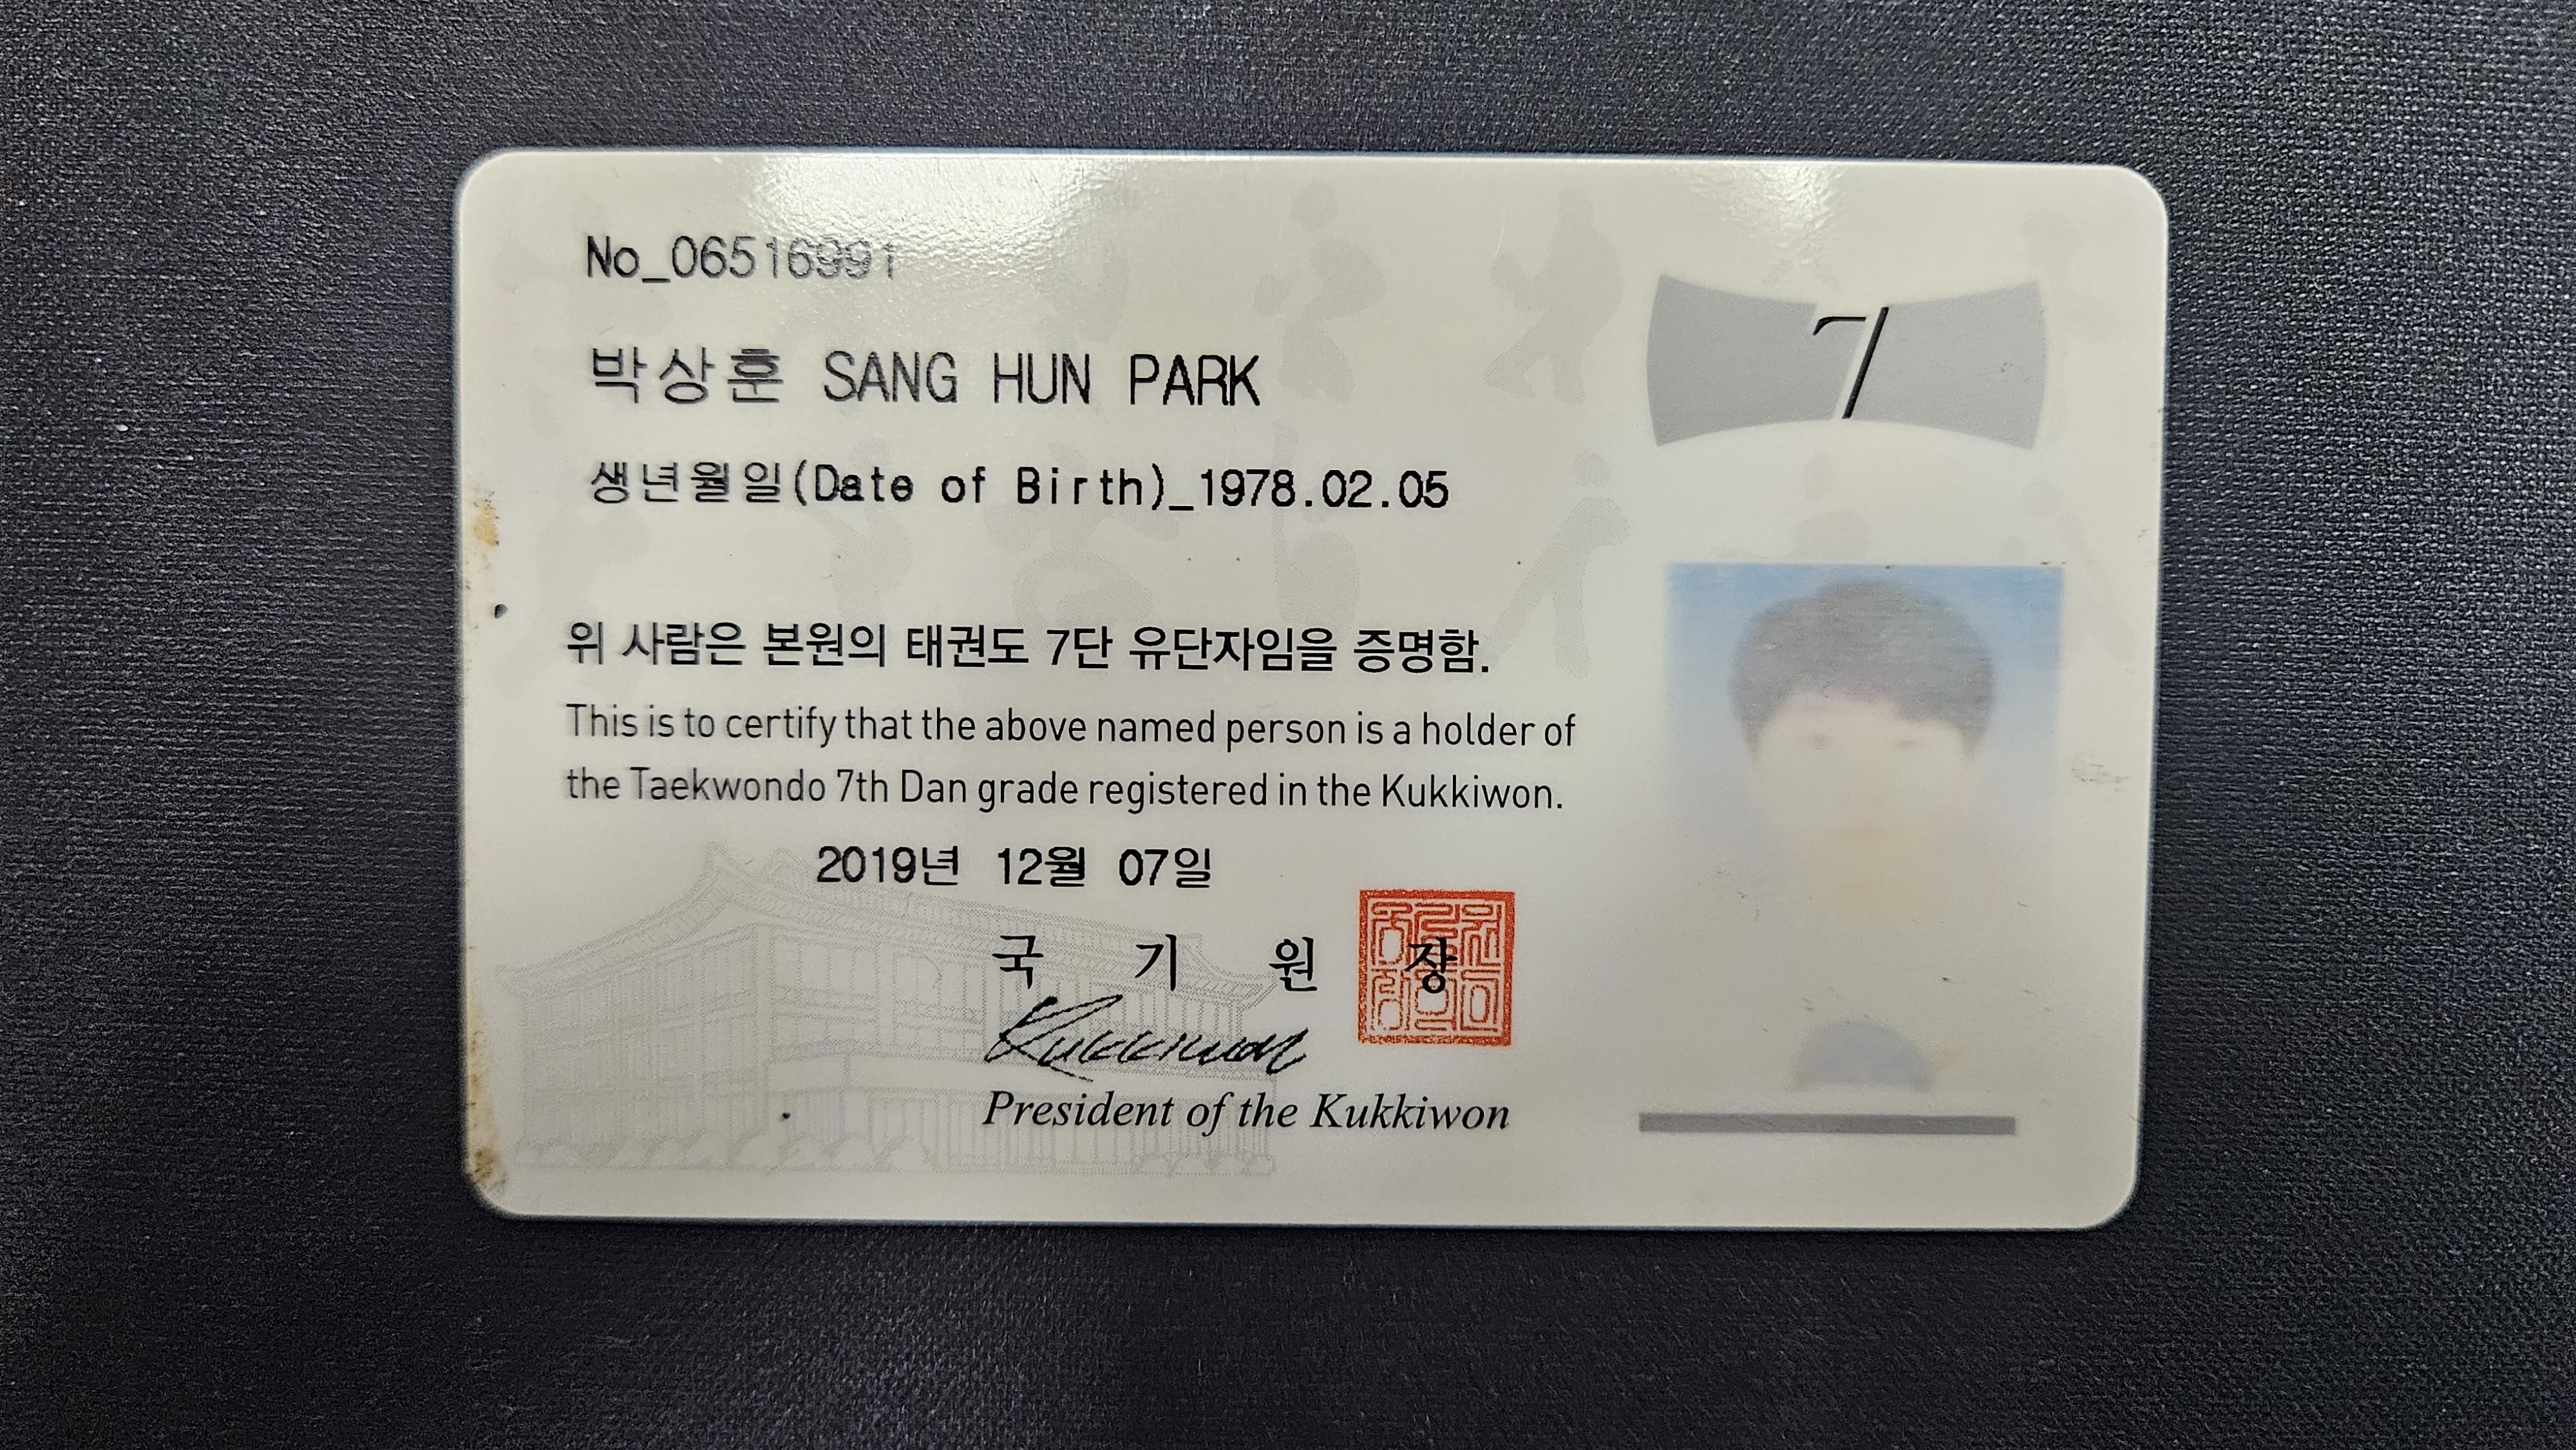 No_06516991
7
박상훈 SANG HUN PARK
생년월일(Date of Birth)_1978.02.05
위 사람은 본원의 태권도 7단 유단자임을 증명함.
This is to certify that the above named person is a holder of
the Taekwondo 7th Dan grade registered in the Kukkiwon.
2019년 12월 07일
국 기 원 장
Kukkiwon
President of the Kukkiwon